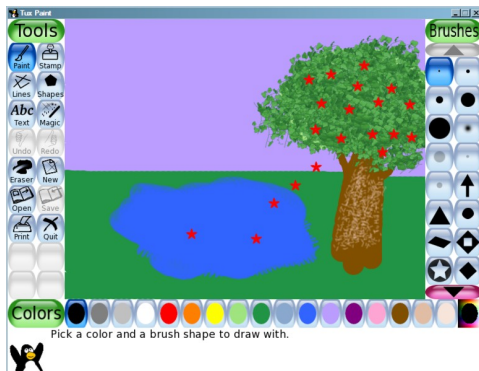 Tux Paint
Tools
Brushes
Paint
Stamp
Lines
Shapes
Abc
Text
Magic
Undo
Redo
Eraser
New
Open
Save
Print
Quit
Colors
Pick a color and a brush shape to draw with.